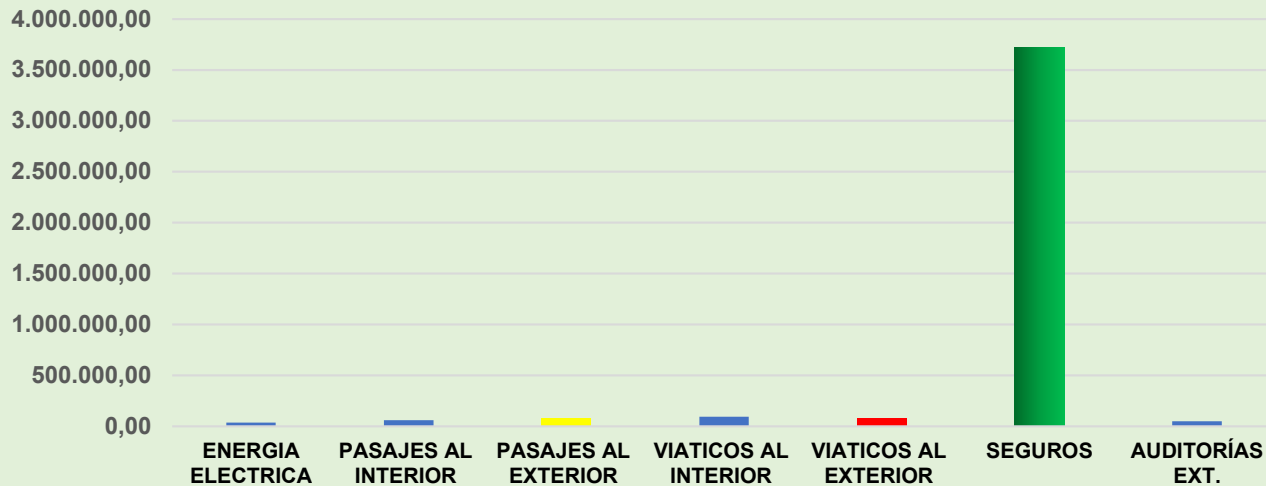 4.000.000,00
3.500.000,00
3.000.000,00
2.500.000,00
2.000.000,00
1.500.000,00
1.000.000,00
500.000,00
0,00
ENERGIA ELECTRICA
PASAJES AL INTERIOR
PASAJES AL EXTERIOR
VIATICOS AL INTERIOR
VIATICOS AL EXTERIOR
SEGUROS
AUDITORÍAS EXT.